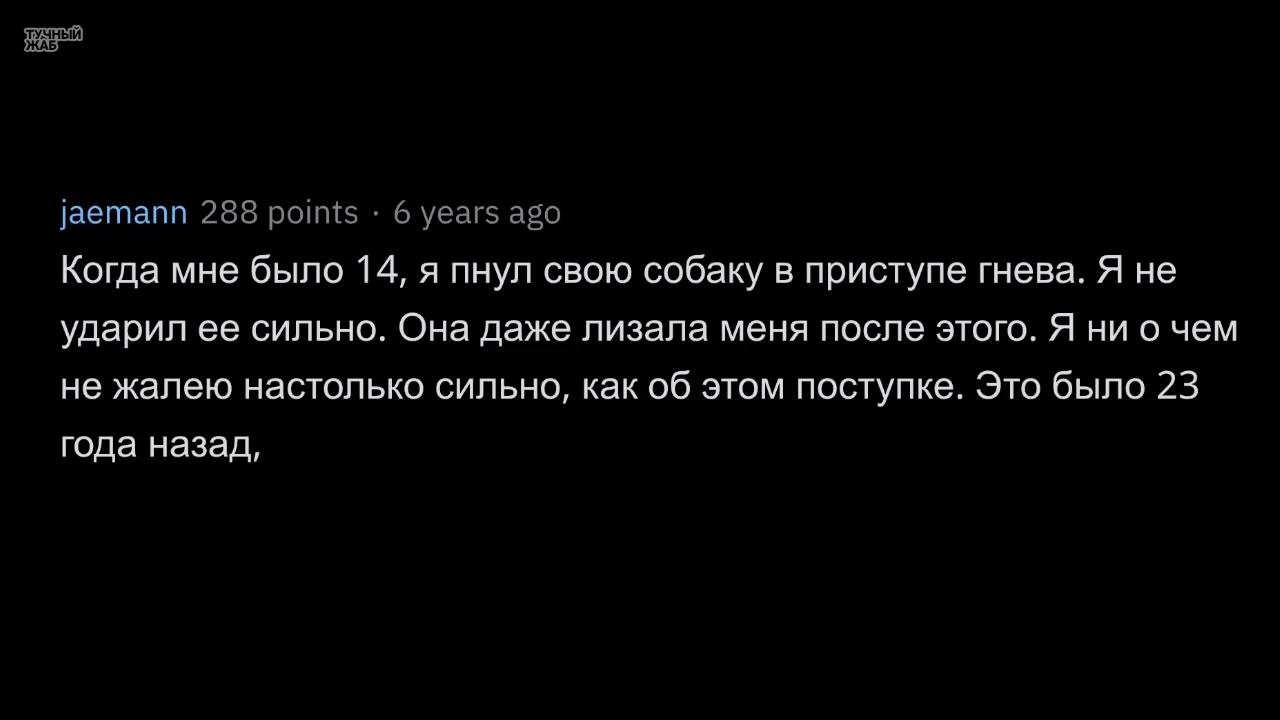 ТУЧНЫЙ
ЖАБ
jaemann 288 points · 6 years ago
Когда мне было 14, я пнул свою собаку в приступе гнева. Я не
ударил ее сильно. Она даже лизала меня после этого. Я ни о чем
не жалею настолько сильно, как об этом поступке. Это было 23
года назад,